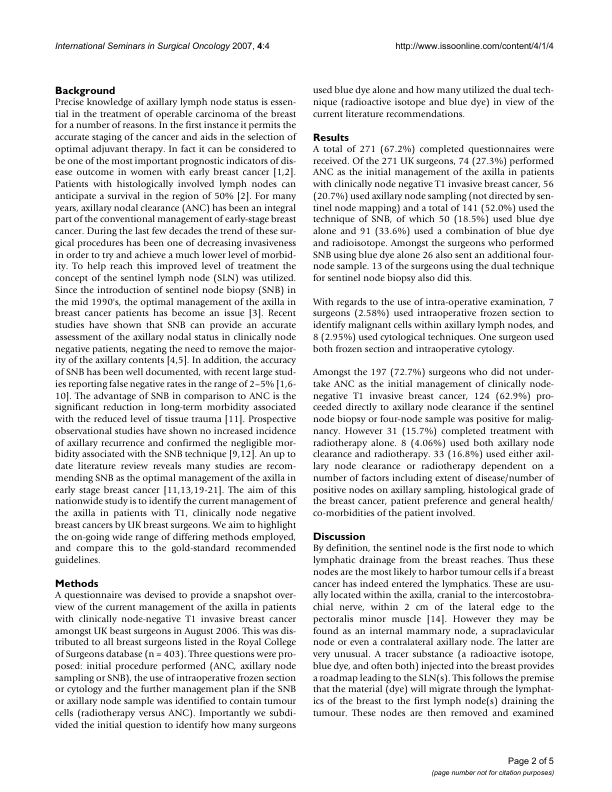 International Seminars in Surgical Oncology 2007, 4:4
http://www.issoonline.com/content/4/1/4
Background
Precise knowledge of axillary lymph node status is essen-
tial in the treatment of operable carcinoma of the breast
for a number of reasons. In the first instance it permits the
accurate staging of the cancer and aids in the selection of
optimal adjuvant therapy. In fact it can be considered to
be one of the most important prognostic indicators of dis-
ease outcome in women with early breast cancer [1,2].
Patients with histologically involved lymph nodes can
anticipate a survival in the region of 50% [2]. For many
years, axillary nodal clearance (ANC) has been an integral
part of the conventional management of early-stage breast
cancer. During the last few decades the trend of these sur-
gical procedures has been one of decreasing invasiveness
in order to try and achieve a much lower level of morbid-
ity. To help reach this improved level of treatment the
concept of the sentinel lymph node (SLN) was utilized.
Since the introduction of sentinel node biopsy (SNB) in
the mid 1990's, the optimal management of the axilla in
breast cancer patients has become an issue [3]. Recent
studies have shown that SNB can provide an accurate
assessment of the axillary nodal status in clinically node
negative patients, negating the need to remove the major-
ity of the axillary contents [4,5]. In addition, the accuracy
of SNB has been well documented, with recent large stud-
ies reporting false negative rates in the range of 2–5% [1,6-
10]. The advantage of SNB in comparison to ANC is the
significant reduction in long-term morbidity associated
with the reduced level of tissue trauma [11]. Prospective
observational studies have shown no increased incidence
of axillary recurrence and confirmed the negligible mor-
bidity associated with the SNB technique [9,12]. An up to
date literature review reveals many studies are recom-
mending SNB as the optimal management of the axilla in
early stage breast cancer [11,13,19-21]. The aim of this
nationwide study is to identify the current management of
the axilla in patients with T1, clinically node negative
breast cancers by UK breast surgeons. We aim to highlight
the on-going wide range of differing methods employed,
and compare this to the gold-standard recommended
guidelines.
Methods
A questionnaire was devised to provide a snapshot over-
view of the current management of the axilla in patients
with clinically node-negative T1 invasive breast cancer
amongst UK beast surgeons in August 2006. This was dis-
tributed to all breast surgeons listed in the Royal College
of Surgeons database (n = 403). Three questions were pro-
posed: initial procedure performed (ANC, axillary node
sampling or SNB), the use of intraoperative frozen section
or cytology and the further management plan if the SNB
or axillary node sample was identified to contain tumour
cells (radiotherapy versus ANC). Importantly we subdi-
vided the initial question to identify how many surgeons
used blue dye alone and how many utilized the dual tech-
nique (radioactive isotope and blue dye) in view of the
current literature recommendations.
Results
A total of 271 (67.2%) completed questionnaires were
received. Of the 271 UK surgeons, 74 (27.3%) performed
ANC as the initial management of the axilla in patients
with clinically node negative T1 invasive breast cancer, 56
(20.7%) used axillary node sampling (not directed by sen-
tinel node mapping) and a total of 141 (52.0%) used the
technique of SNB, of which 50 (18.5%) used blue dye
alone and 91 (33.6%) used a combination of blue dye
and radioisotope. Amongst the surgeons who performed
SNB using blue dye alone 26 also sent an additional four-
node sample. 13 of the surgeons using the dual technique
for sentinel node biopsy also did this.
With regards to the use of intra-operative examination, 7
surgeons (2.58%) used intraoperative frozen section to
identify malignant cells within axillary lymph nodes, and
8 (2.95%) used cytological techniques. One surgeon used
both frozen section and intraoperative cytology.
Amongst the 197 (72.7%) surgeons who did not under-
take ANC as the initial management of clinically node-
negative T1 invasive breast cancer, 124 (62.9%) pro-
ceeded directly to axillary node clearance if the sentinel
node biopsy or four-node sample was positive for malig-
nancy. However 31 (15.7%) completed treatment with
radiotherapy alone. 8 (4.06%) used both axillary node
clearance and radiotherapy. 33 (16.8%) used either axil-
lary node clearance or radiotherapy dependent on a
number of factors including extent of disease/number of
positive nodes on axillary sampling, histological grade of
the breast cancer, patient preference and general health/
co-morbidities of the patient involved.
Discussion
By definition, the sentinel node is the first node to which
lymphatic drainage from the breast reaches. Thus these
nodes are the most likely to harbor tumour cells if a breast
cancer has indeed entered the lymphatics. These are usu-
ally located within the axilla, cranial to the intercostobra-
chial nerve, within 2 cm of the lateral edge to the
pectoralis minor muscle [14]. However they may be
found as an internal mammary node, a supraclavicular
node or even a contralateral axillary node. The latter are
very unusual. A tracer substance (a radioactive isotope,
blue dye, and often both) injected into the breast provides
a roadmap leading to the SLN(s). This follows the premise
that the material (dye) will migrate through the lymphat-
ics of the breast to the first lymph node(s) draining the
tumour. These nodes are then removed and examined
Page 2 of 5
(page number not for citation purposes)